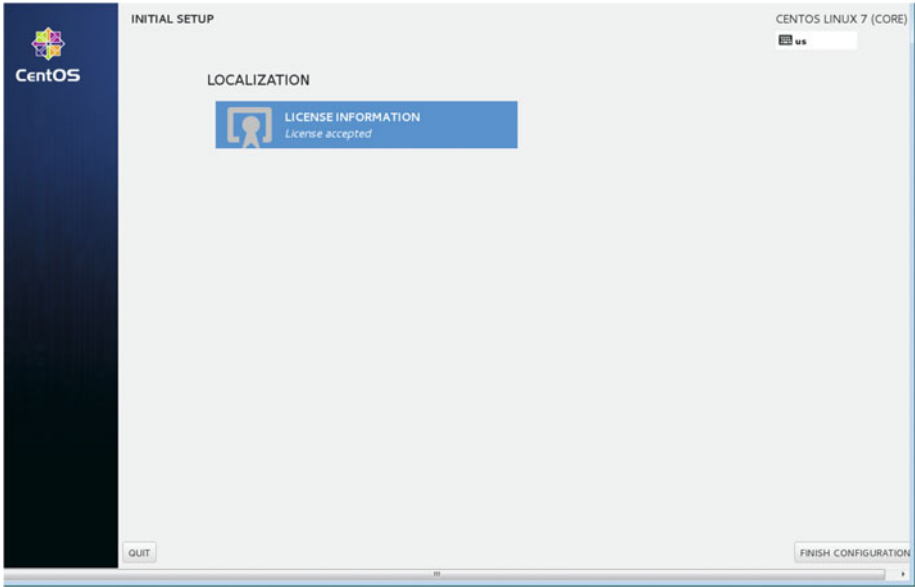 INITIAL SETUP
CENTOS LINUX 7 (CORE)
us
CentOS
LOCALIZATION
LICENSE INFORMATION
License accepted
QUIT
FINISH CONFIGURATION